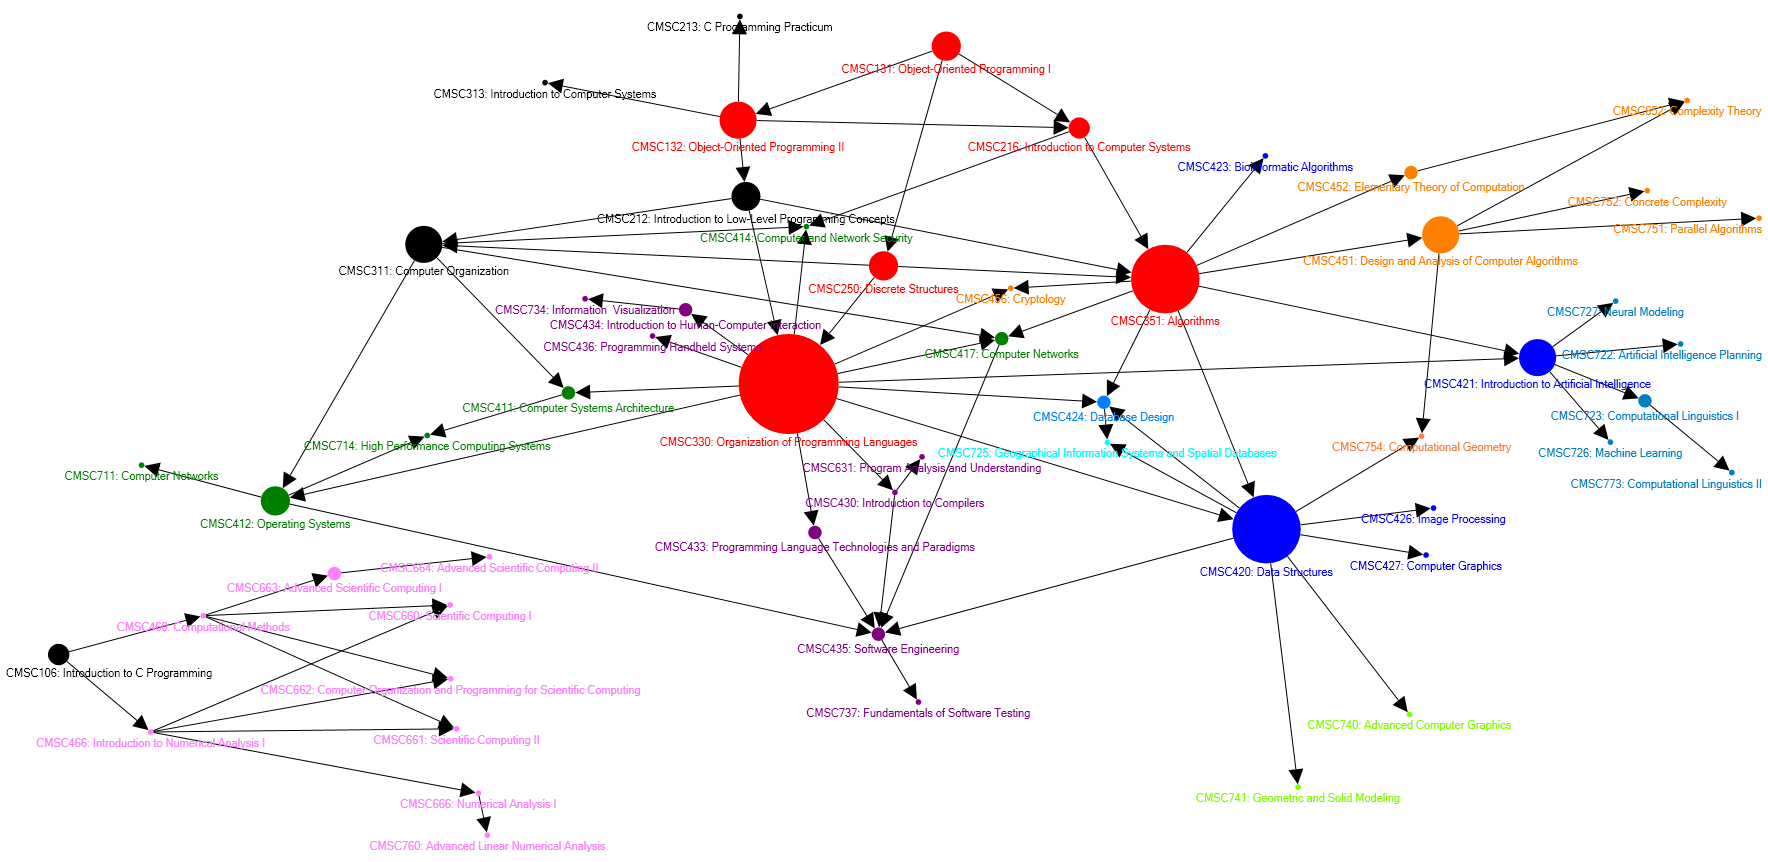 CMSC213: C Programming Practicum
CMSC131: Object-Oriented Programming I
CMSC313: Introduction to Computer Systems
CMSC652: Complexity Theory
CMSC132: Object-Oriented Programming II
CMSC216: Introduction to Computer Systems
CMSC423: Bioinformatic Algorithms
CMSC452: Elementary Theory of Computation
CMSC752: Concrete Complexity
CMSC212: Introduction to Low-Level Programming Concepts
CMSC751: Parallel Algorithms
CMSC414: Computer and Network Security
CMSC451: Design and Analysis of Computer Algorithms
CMSC311: Computer Organization
CMSC250: Discrete Structures
CMSC456: Cryptology
CMSC734: Information Visualization
CMSC727: Neural Modeling
CMSC351: Algorithms
CMSC434: Introduction to Human-Computer Interaction
CMSC436: Programming Handheld Systems
CMSC417: Computer Networks
CMSC722: Artificial Intelligence Planning
CMSC421: Introduction to Artificial Intelligence
CMSC411: Computer Systems Architecture
CMSC424: Database Design
CMSC723: Computational Linguistics I
CMSC330: Organization of Programming Languages
CMSC714: High Performance Computing Systems
CMSC754: Computational Geometry
CMSC725: Geographical Information Systems and Spatial Databases
CMSC726: Machine Learning
CMSC631: Program Analysis and Understanding
CMSC711: Computer Networks
CMSC773: Computational Linguistics II
CMSC430: Introduction to Compilers
CMSC426: Image Processing
CMSC412: Operating Systems
CMSC433: Programming Language Technologies and Paradigms
CMSC427: Computer Graphics
CMSC420: Data Structures
CMSC664: Advanced Scientific Computing II
CMSC663: Advanced Scientific Computing I
CMSC660: Scientific Computing I
CMSC460: Computational Methods
CMSC435: Software Engineering
CMSC106: Introduction to C Programming
CMSC662: Computer Organization and Programming for Scientific Computing
CMSC737: Fundamentals of Software Testing
CMSC740: Advanced Computer Graphics
CMSC661: Scientific Computing II
CMSC466: Introduction to Numerical Analysis I
CMSC741: Geometric and Solid Modeling
CMSC666: Numerical Analysis I
CMSC760: Advanced Linear Numerical Analysis